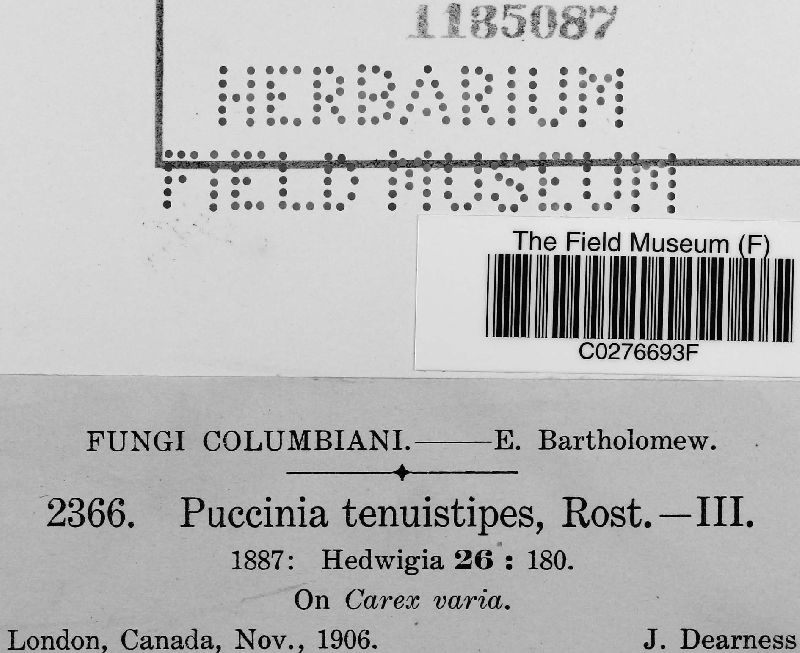 1185087
HERBARIUM
FIELD MUSEUM
The Field Museum (F)
C0276693F
FUNGI COLUMBIANI.——E. Bartholomew.
2366. Puccinia tenuistipes, Rost.—III.
1887: Hedwigia 26 : 180.
On Carex varia.
London, Canada, Nov., 1906. J. Dearness